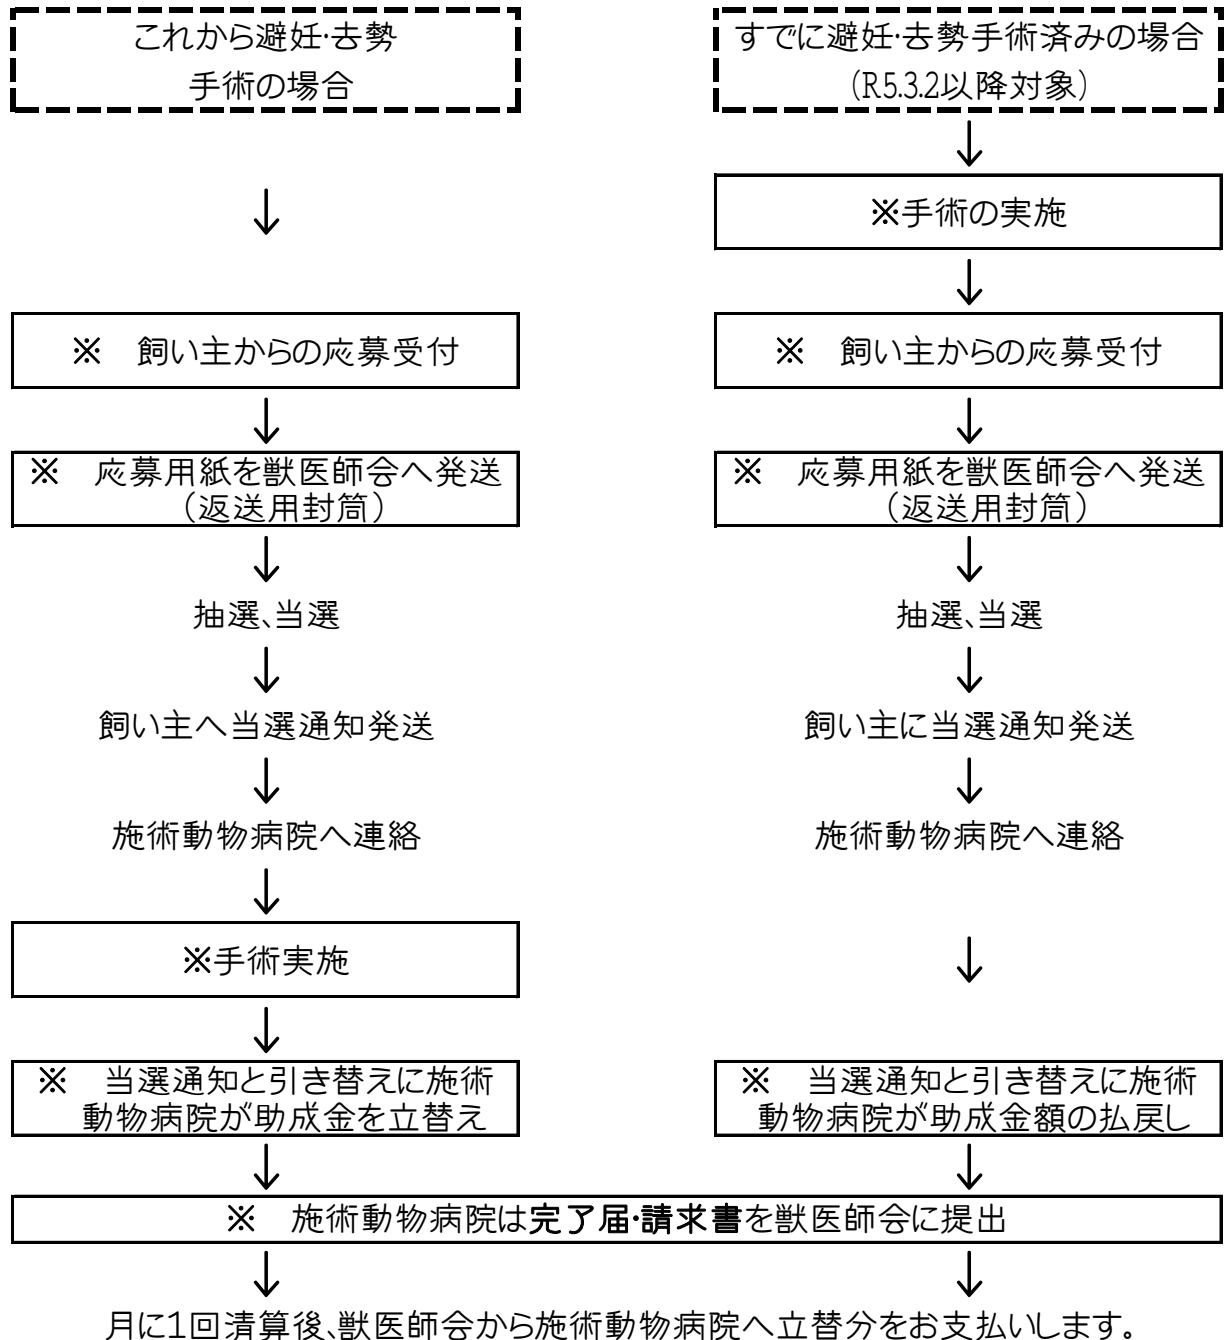 これから避妊・去勢
手術の場合
↓
※　飼い主からの応募受付
↓
※　応募用紙を獣医師会へ発送
（返送用封筒）
↓
抽選、当選
↓
飼い主へ当選通知発送
↓
施術動物病院へ連絡
↓
※手術実施
↓
※　当選通知と引き替えに施術
動物病院が助成金を立替え
↓
すでに避妊・去勢手術済みの場合
（R5.3.2以降対象）
↓
※手術の実施
↓
※　飼い主からの応募受付
↓
※　応募用紙を獣医師会へ発送
（返送用封筒）
↓
抽選、当選
↓
飼い主に当選通知発送
↓
施術動物病院へ連絡
↓
※　当選通知と引き替えに施術
動物病院が助成金額の払戻し
↓
※　施術動物病院は完了届・請求書を獣医師会に提出
↓ ↓
月に1回清算後、獣医師会から施術動物病院へ立替分をお支払いします。